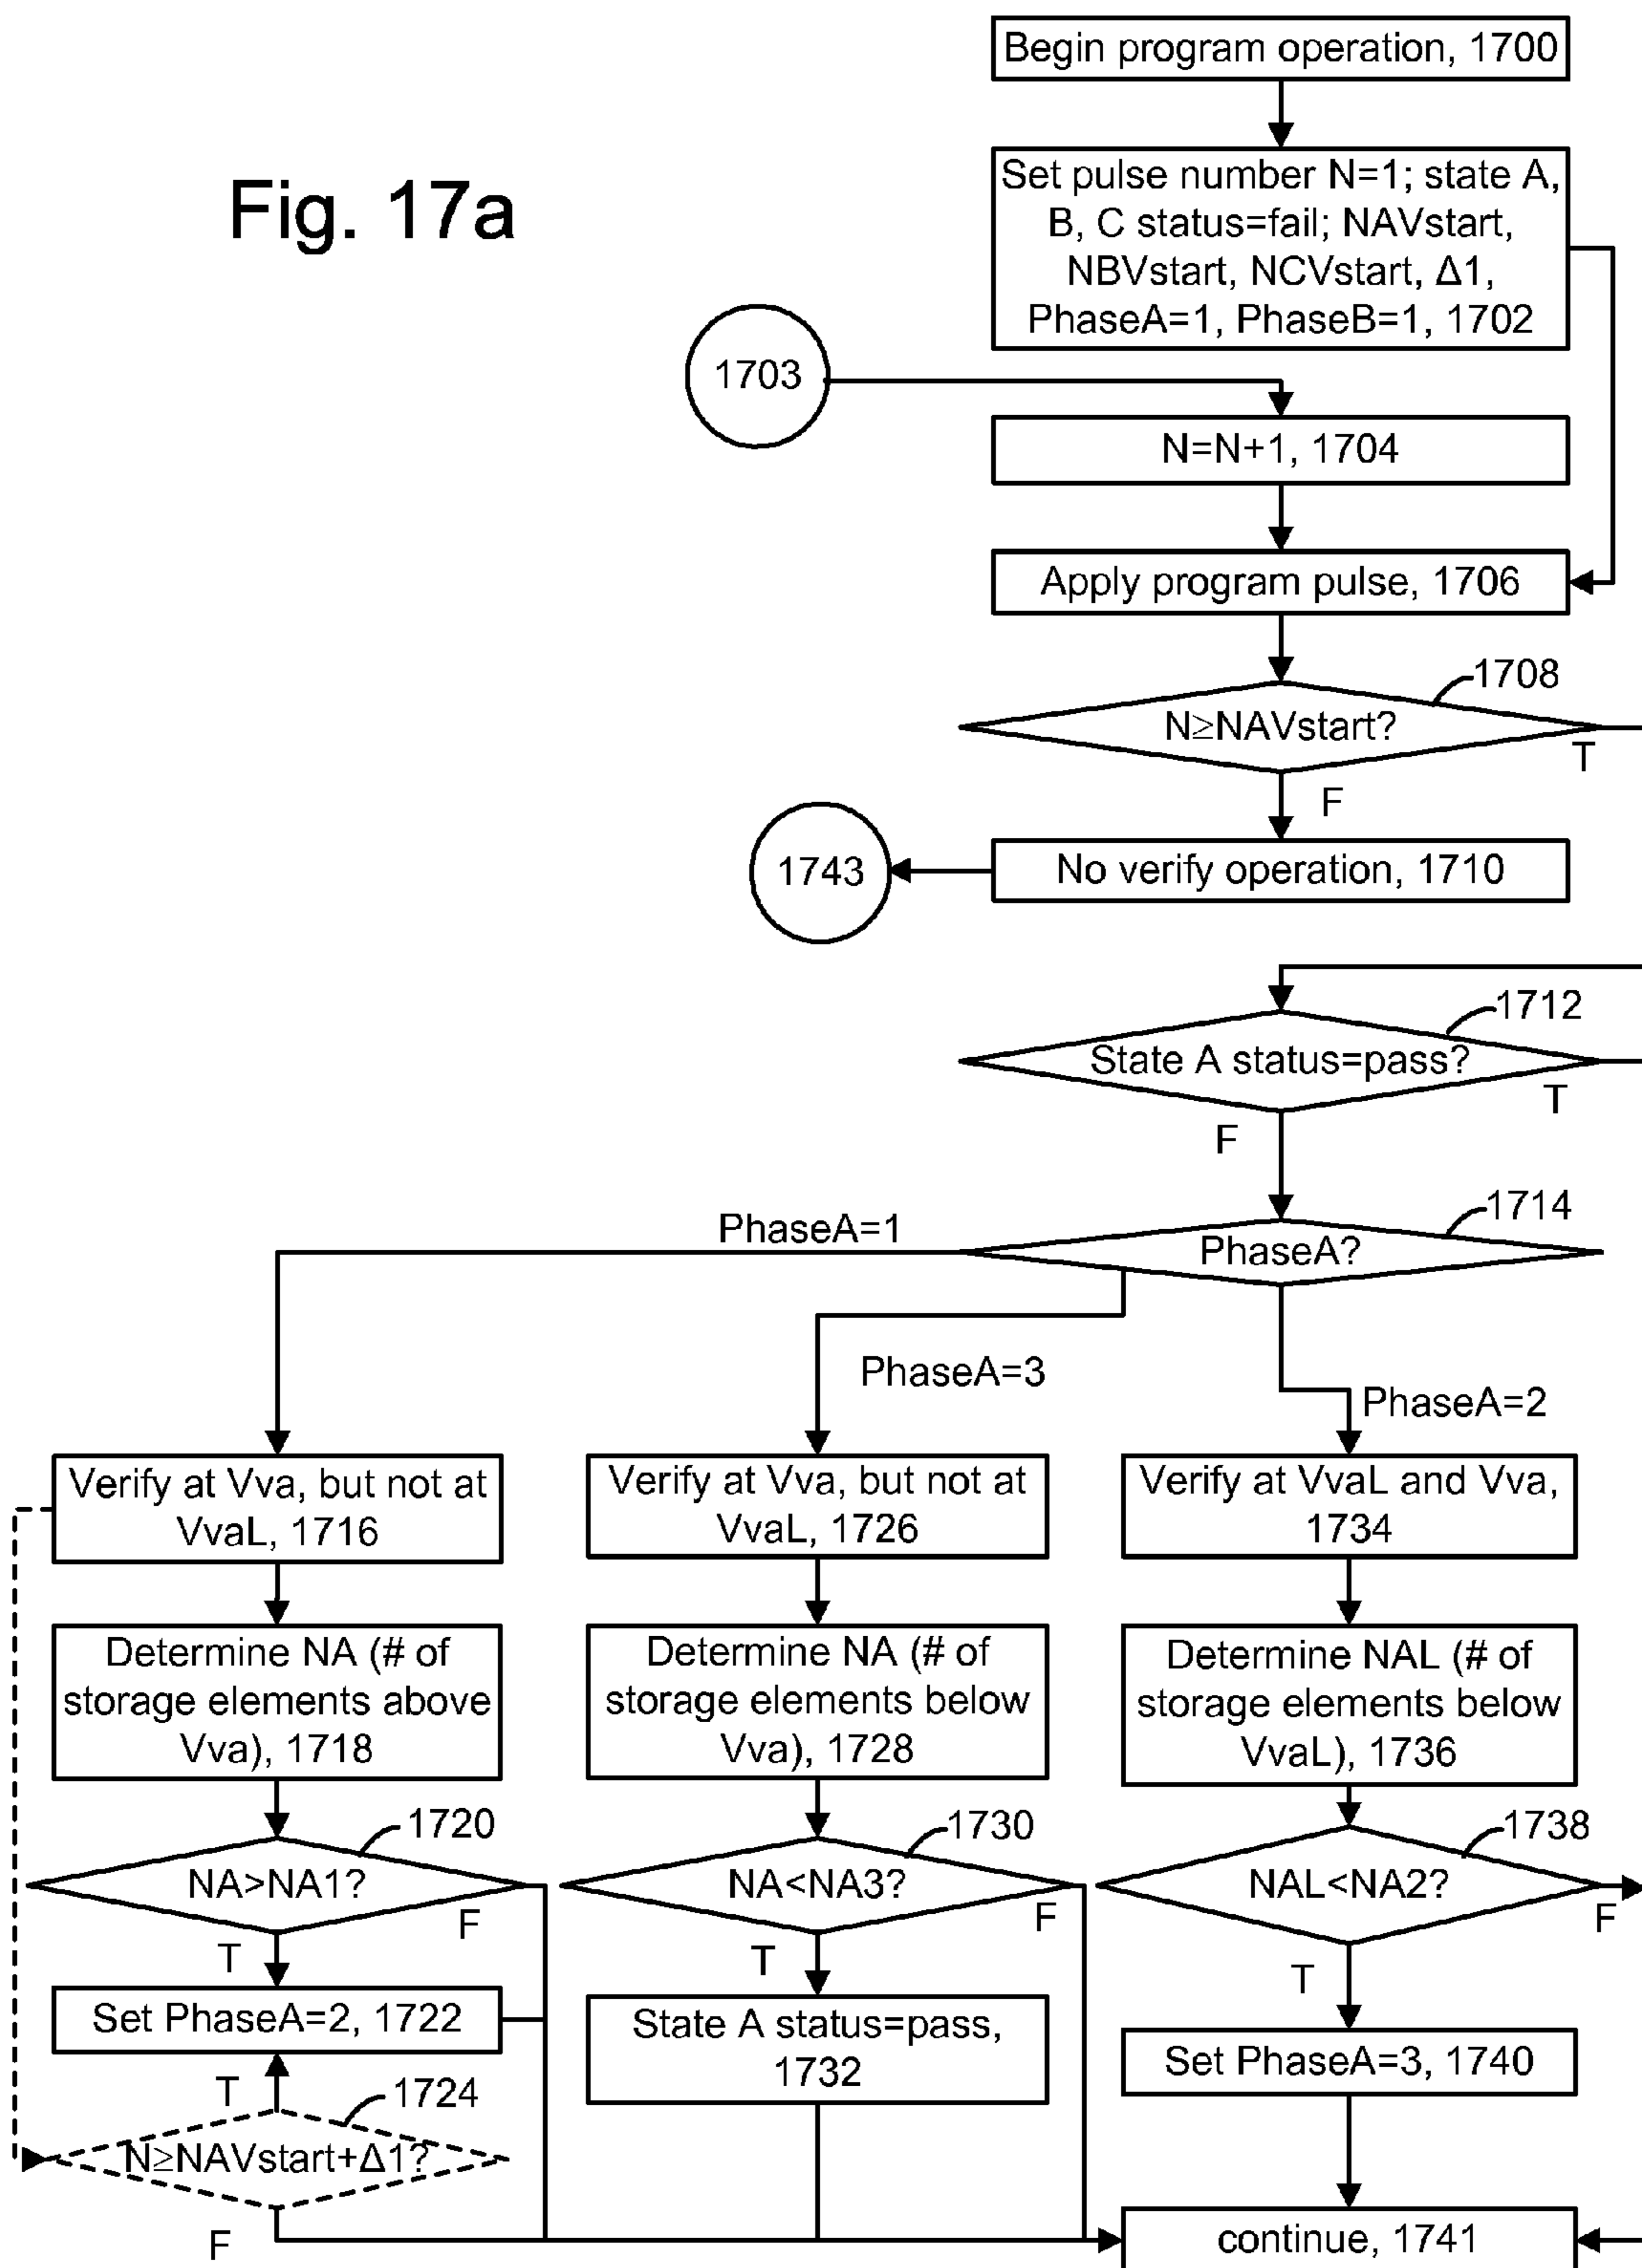 Fig. 17a
Begin program operation, 1700
Set pulse number N=1; state A,
B, C status=fail; NAVstart,
NBVstart, NCVstart, Δ1,
PhaseA=1, PhaseB=1, 1702
1703
N=N+1, 1704
Apply program pulse, 1706
1708
N≥NAVstart?
T
F
No verify operation, 1710
1743
1712
State A status=pass?
T
F
1714
PhaseA?
PhaseA=1
PhaseA=3
PhaseA=2
Verify at Vva, but not at
VvaL, 1716
Determine NA (# of
storage elements above
Vva), 1718
1720
NA>NA1?
F
T
Set PhaseA=2, 1722
T
1724
N≥NAVstart+Δ1?
F
Verify at Vva, but not at
VvaL, 1726
Determine NA (# of
storage elements below
Vva), 1728
1730
NA<NA3?
F
T
State A status=pass,
1732
Verify at VvaL and Vva,
1734
Determine NAL (# of
storage elements below
VvaL), 1736
1738
NAL<NA2?
F
T
Set PhaseA=3, 1740
continue, 1741